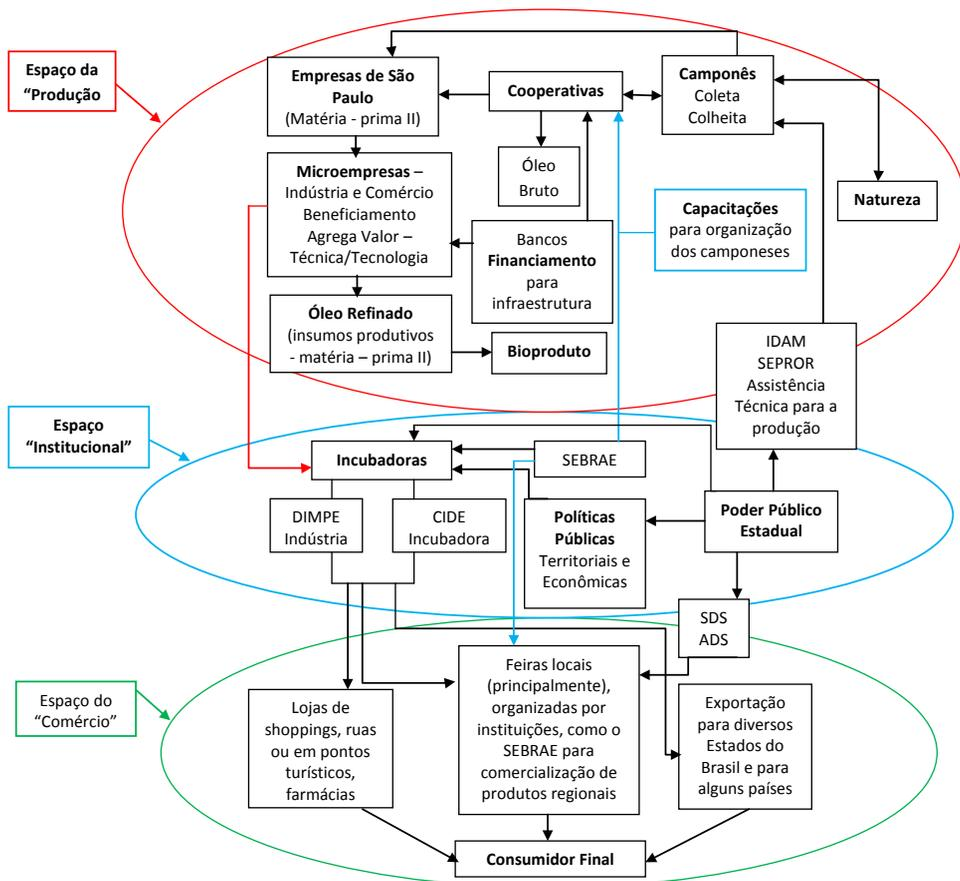 Espaço da
“Produção
Empresas de São
Paulo
(Matéria - prima II)
Cooperativas
Camponês
Coleta
Colheita
Óleo
Bruto
Natureza
Microempresas –
Indústria e Comércio
Beneficiamento
Agrega Valor –
Técnica/Tecnologia
Capacitações
para organização
dos camponeses
Bancos
Financiamento
para
infraestrutura
Óleo Refinado
(insumos produtivos
- matéria – prima II)
Bioproduto
IDAM
SEPROR
Assistência
Técnica para a
produção
Espaço
“Institucional”
Incubadoras
SEBRAE
DIMPE
Indústria
CIDE
Incubadora
Políticas
Públicas
Territoriais e
Econômicas
Poder Público
Estadual
SDS
ADS
Espaço do
“Comércio”
Lojas de
shoppings, ruas
ou em pontos
turísticos,
farmácias
Feiras locais
(principalmente),
organizadas por
instituições, como o
SEBRAE para
comercialização de
produtos regionais
Exportação
para diversos
Estados do
Brasil e para
alguns países
Consumidor Final